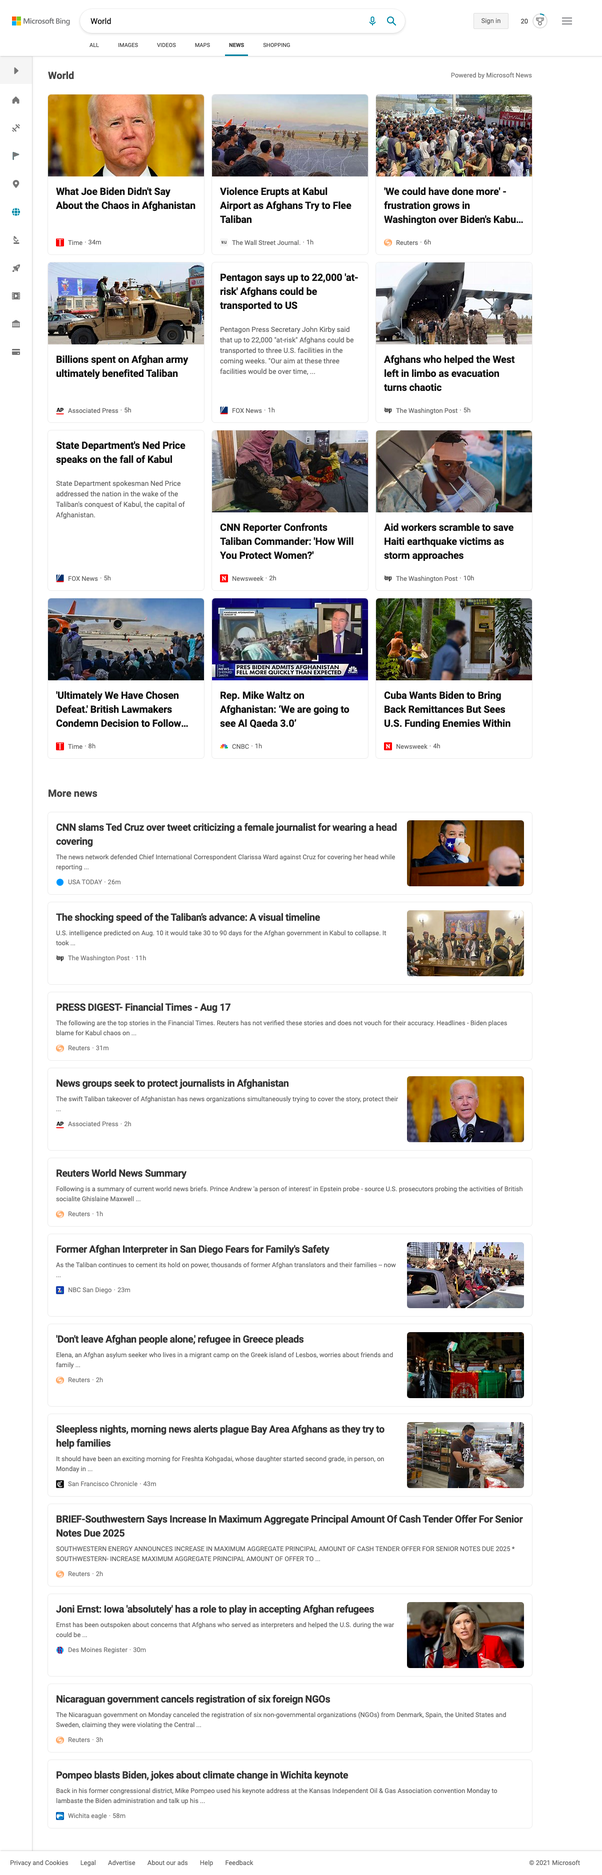 Microsoft Bing
World
Sign in
20
ALL
IMAGES
VIDEOS
MAPS
NEWS
SHOPPING
World
Powered by Microsoft News
What Joe Biden Didn't Say
About the Chaos in Afghanistan
Time · 34m
Violence Erupts at Kabul
Airport as Afghans Try to Flee
Taliban
The Wall Street Journal. · 1h
'We could have done more' -
frustration grows in
Washington over Biden's Kabu...
Reuters · 6h
Billions spent on Afghan army
ultimately benefited Taliban
AP Associated Press · 5h
Pentagon says up to 22,000 'at-
risk' Afghans could be
transported to US
Pentagon Press Secretary John Kirby said
that up to 22,000 "at-risk" Afghans could be
transported to three U.S. facilities in the
coming weeks. "Our aim at these three
facilities would be over time, ...
FOX News · 1h
Afghans who helped the West
left in limbo as evacuation
turns chaotic
wp The Washington Post · 5h
State Department's Ned Price
speaks on the fall of Kabul
State Department spokesman Ned Price
addressed the nation in the wake of the
Taliban's conquest of Kabul, the capital of
Afghanistan.
FOX News · 5h
CNN Reporter Confronts
Taliban Commander: 'How Will
You Protect Women?'
N Newsweek · 2h
Aid workers scramble to save
Haiti earthquake victims as
storm approaches
wp The Washington Post · 10h
'Ultimately We Have Chosen
Defeat.' British Lawmakers
Condemn Decision to Follow...
Time · 8h
PRES BIDEN ADMITS AFGHANISTAN
FELL MORE QUICKLY THAN EXPECTED
Rep. Mike Waltz on
Afghanistan: 'We are going to
see Al Qaeda 3.0'
CNBC · 1h
Cuba Wants Biden to Bring
Back Remittances But Sees
U.S. Funding Enemies Within
N Newsweek · 4h
More news
CNN slams Ted Cruz over tweet criticizing a female journalist for wearing a head
covering
The news network defended Chief International Correspondent Clarissa Ward against Cruz for covering her head while
reporting ...
USA TODAY · 26m
The shocking speed of the Taliban's advance: A visual timeline
U.S. intelligence predicted on Aug. 10 it would take 30 to 90 days for the Afghan government in Kabul to collapse. It
took ...
wp The Washington Post · 11h
PRESS DIGEST- Financial Times - Aug 17
The following are the top stories in the Financial Times. Reuters has not verified these stories and does not vouch for their accuracy. Headlines - Biden places
blame for Kabul chaos on ...
Reuters · 31m
News groups seek to protect journalists in Afghanistan
The swift Taliban takeover of Afghanistan has news organizations simultaneously trying to cover the story, protect their
...
AP Associated Press · 2h
Reuters World News Summary
Following is a summary of current world news briefs. Prince Andrew 'a person of interest' in Epstein probe - source U.S. prosecutors probing the activities of British
socialite Ghislaine Maxwell ...
Reuters · 1h
Former Afghan Interpreter in San Diego Fears for Family's Safety
As the Taliban continues to cement its hold on power, thousands of former Afghan translators and their families – now
...
NBC San Diego · 23m
'Don't leave Afghan people alone,' refugee in Greece pleads
Elena, an Afghan asylum seeker who lives in a migrant camp on the Greek island of Lesbos, worries about friends and
family ...
Reuters · 2h
Sleepless nights, morning news alerts plague Bay Area Afghans as they try to
help families
It should have been an exciting morning for Freshta Kohgadai, whose daughter started second grade, in person, on
Monday in ...
San Francisco Chronicle · 43m
BRIEF-Southwestern Says Increase In Maximum Aggregate Principal Amount Of Cash Tender Offer For Senior
Notes Due 2025
SOUTHWESTERN ENERGY ANNOUNCES INCREASE IN MAXIMUM AGGREGATE PRINCIPAL AMOUNT OF CASH TENDER OFFER FOR SENIOR NOTES DUE 2025 *
SOUTHWESTERN- INCREASE MAXIMUM AGGREGATE PRINCIPAL AMOUNT OF OFFER TO ...
Reuters · 2h
Joni Ernst: Iowa 'absolutely' has a role to play in accepting Afghan refugees
Ernst has been outspoken about concerns that Afghans who served as interpreters and helped the U.S. during the war
could be ...
Des Moines Register · 30m
Nicaraguan government cancels registration of six foreign NGOs
The Nicaraguan government on Monday canceled the registration of six non-governmental organizations (NGOs) from Denmark, Spain, the United States and
Sweden, claiming they were violating the Central ...
Reuters · 3h
Pompeo blasts Biden, jokes about climate change in Wichita keynote
Back in his former congressional district, Mike Pompeo used his keynote address at the Kansas Independent Oil & Gas Association convention Monday to
lambaste the Biden administration and talk up his ...
Wichita eagle · 58m
Privacy and Cookies
Legal
Advertise
About our ads
Help
Feedback
© 2021 Microsoft